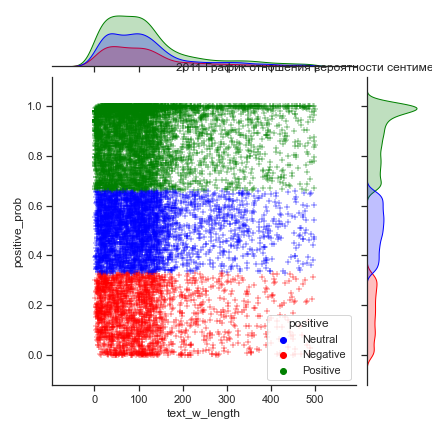 2011 График отношения вероятности сентиме
positive_prob
1.0
0.8
0.6
0.4
0.2
0.0
positive
Neutral
Negative
Positive
0 100 200 300 400 500
text_w_length